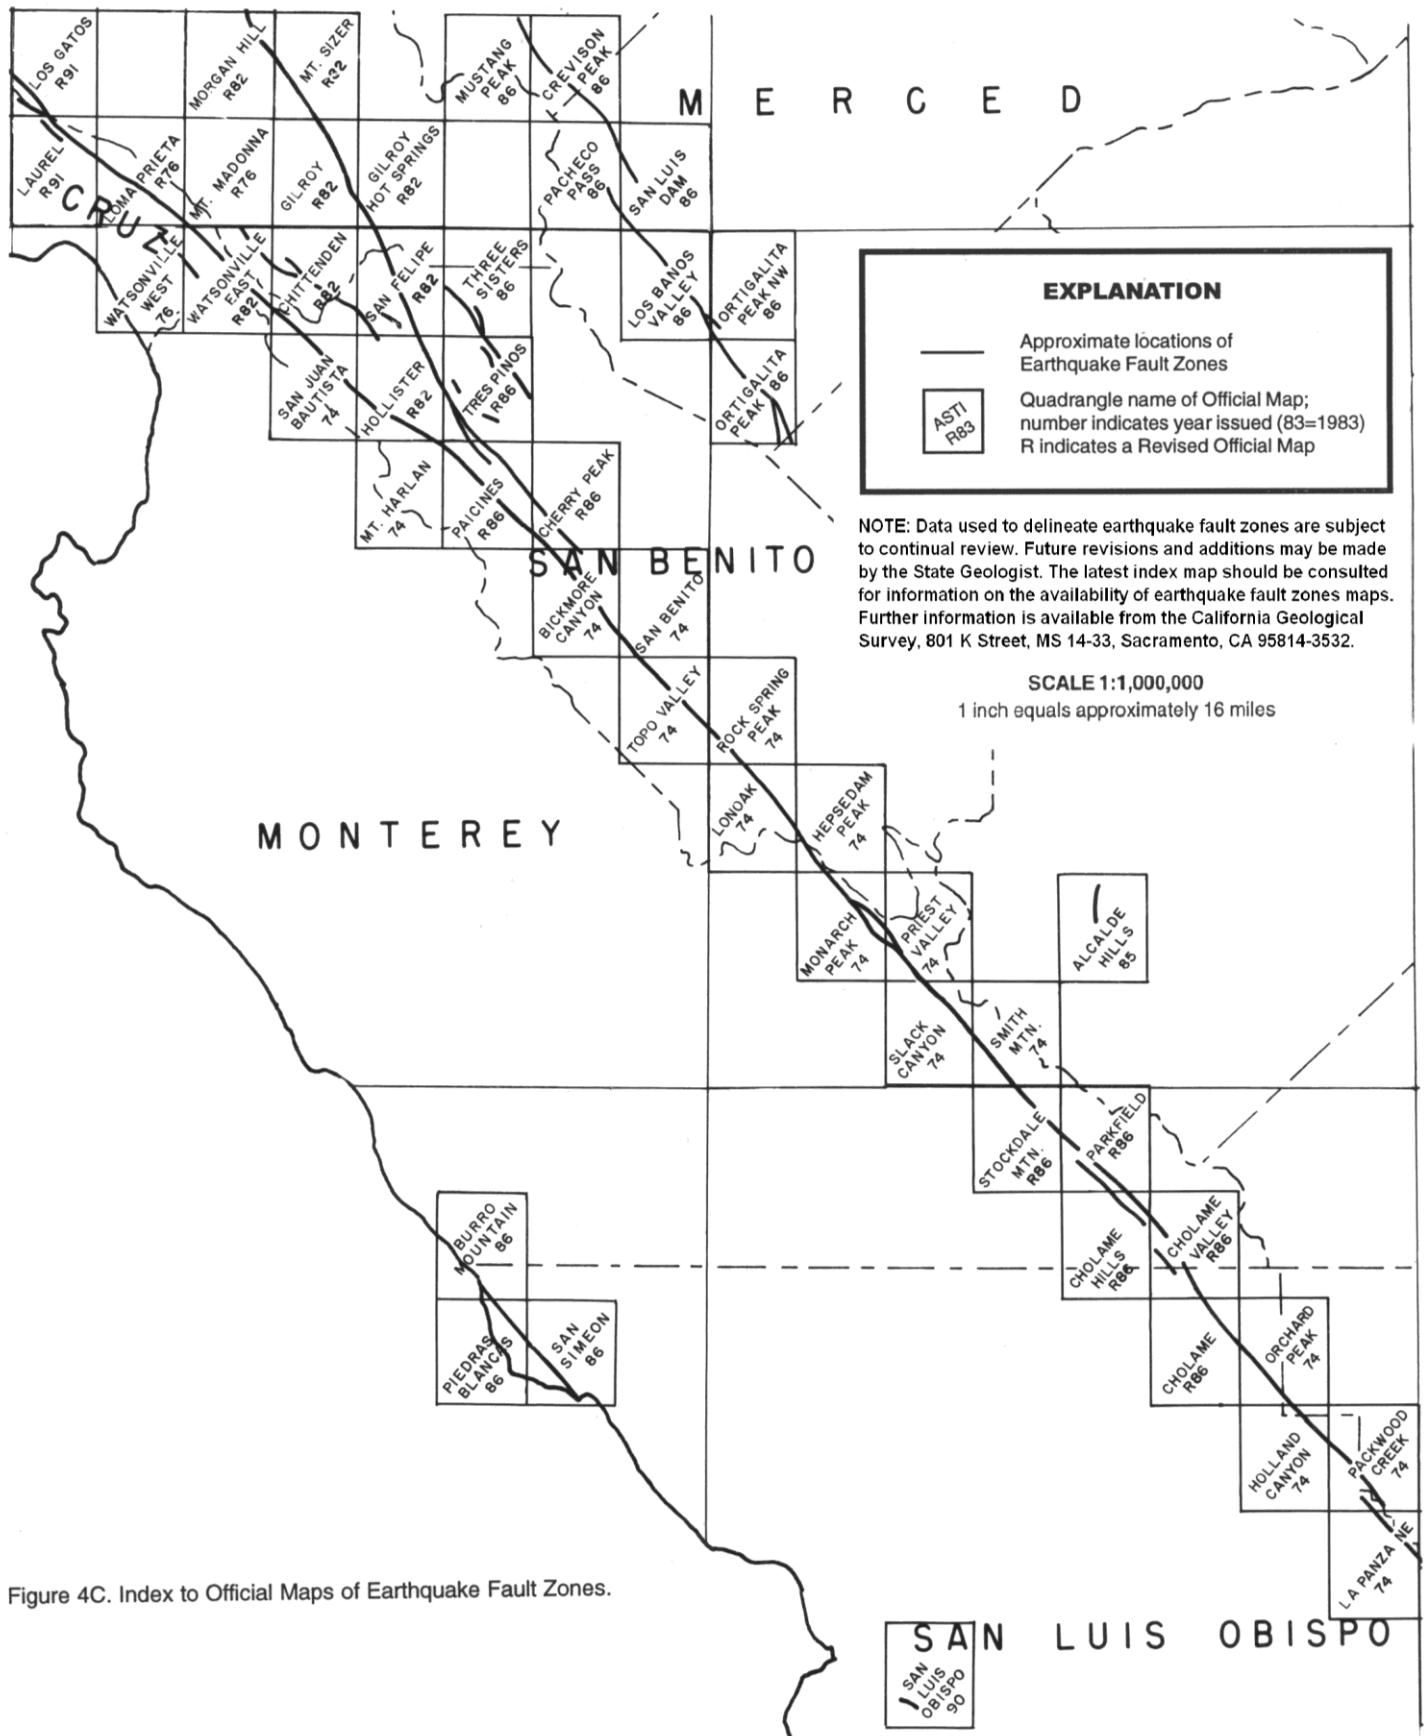 LOS GATOS
R91
MORGAN HILL
R82
MT. SIZER
R32
MUSTANG
PEAK
86
CREVISON
PEAK
86
MERCED
LAUREL
R91
LOMA PRIETA
R76
MT. MADONNA
R76
GILROY
R82
GILROY
HOT SPRINGS
R82
PACHECO
PASS
86
SAN LUIS
DAM
86
CRUZ
WATSONVILLE
WEST
76
WATSONVILLE
EAST
R82
CHITTENDEN
R82
SAN FELIPE
R82
THREE
SISTERS
86
LOS BANOS
VALLEY
86
ORTIGALITA
PEAK NW
86
SAN JUAN
BAUTISTA
74
HOLLISTER
R82
TRES PINOS
R86
ORTIGALITA
PEAK 86
EXPLANATION
Approximate locations of
Earthquake Fault Zones
ASTI
R83
Quadrangle name of Official Map;
number indicates year issued (83=1983)
R indicates a Revised Official Map
MT. HARLAN
74
PAICINES
R86
CHERRY PEAK
R86
NOTE: Data used to delineate earthquake fault zones are subject
to continual review. Future revisions and additions may be made
by the State Geologist. The latest index map should be consulted
for information on the availability of earthquake fault zones maps.
Further information is available from the California Geological
Survey, 801 K Street, MS 14-33, Sacramento, CA 95814-3532.
SCALE 1:1,000,000
1 inch equals approximately 16 miles
SAN BENITO
BICKMORE
CANYON
74
SAN BENITO
74
TOPO VALLEY
74
ROCK SPRING
PEAK
74
MONTEREY
LONOAK
74
HEPSEDAM
PEAK
74
MONARCH
PEAK
74
PRIEST
VALLEY
74
ALCALDE
HILLS
85
SLACK
CANYON
74
SMITH
MTN.
74
STOCKDALE
MTN.
R86
PARKFIELD
R86
BURRO
MOUNTAIN
86
CHOLAME
HILLS
R86
CHOLAME
VALLEY
R86
PIEDRAS
BLANCAS
86
SAN
SIMEON
86
CHOLAME
R86
ORCHARD
PEAK
74
HOLLAND
CANYON
74
PACKWOOD
CREEK
74
LA PANZA NE
74
Figure 4C. Index to Official Maps of Earthquake Fault Zones.
SAN LUIS OBISPO
SAN
LUIS
OBISPO
90